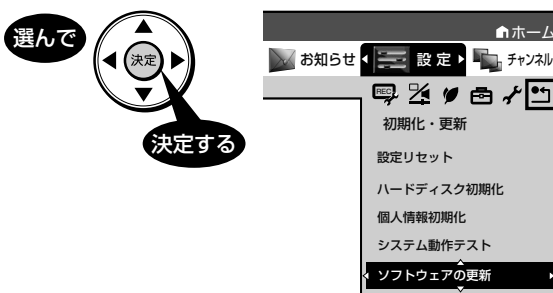 選んで
決定
決定する
ホーム
お知らせ
設定
チャンネル
REC
初期化・更新
設定リセット
ハードディスク初期化
個人情報初期化
システム動作テスト
ソフトウェアの更新